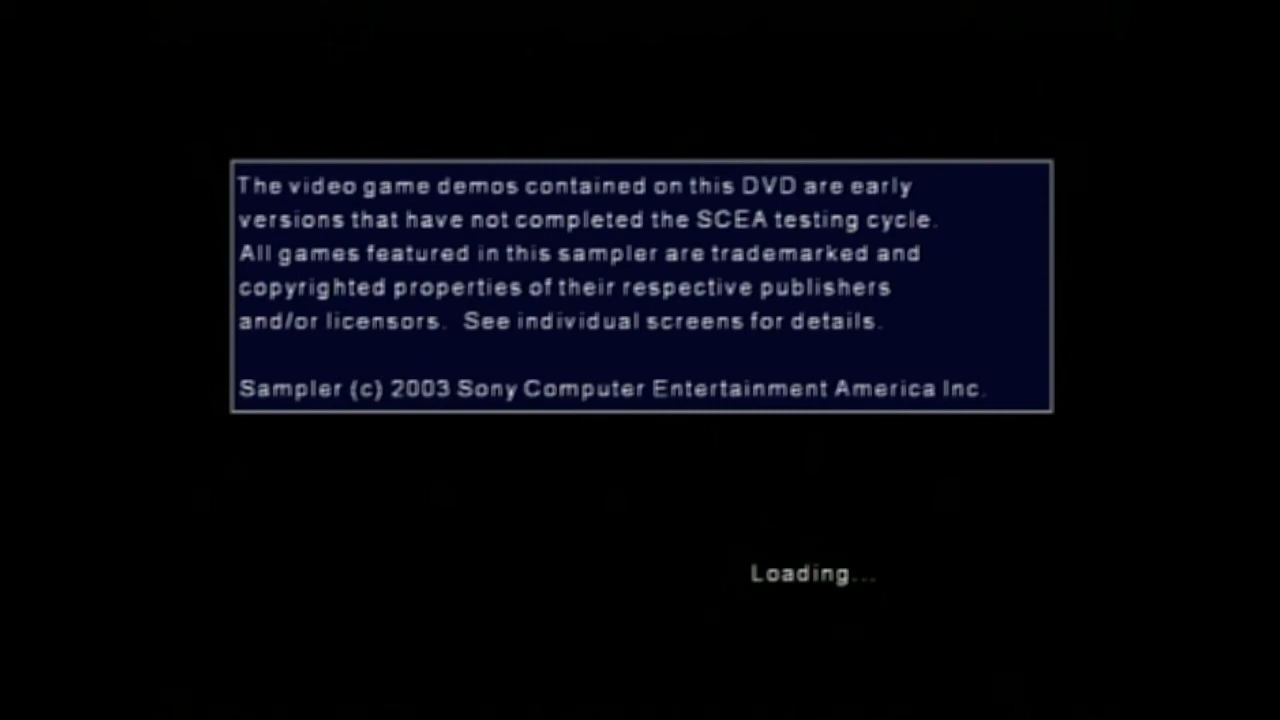 The video game demos contained on this DVD are early
versions that have not completed the SCEA testing cycle.
All games featured in this sampler are trademarked and
copyrighted properties of their respective publishers
and/or licensors.  See individual screens for details.
Sampler (c) 2003 Sony Computer Entertainment America Inc.
Loading...